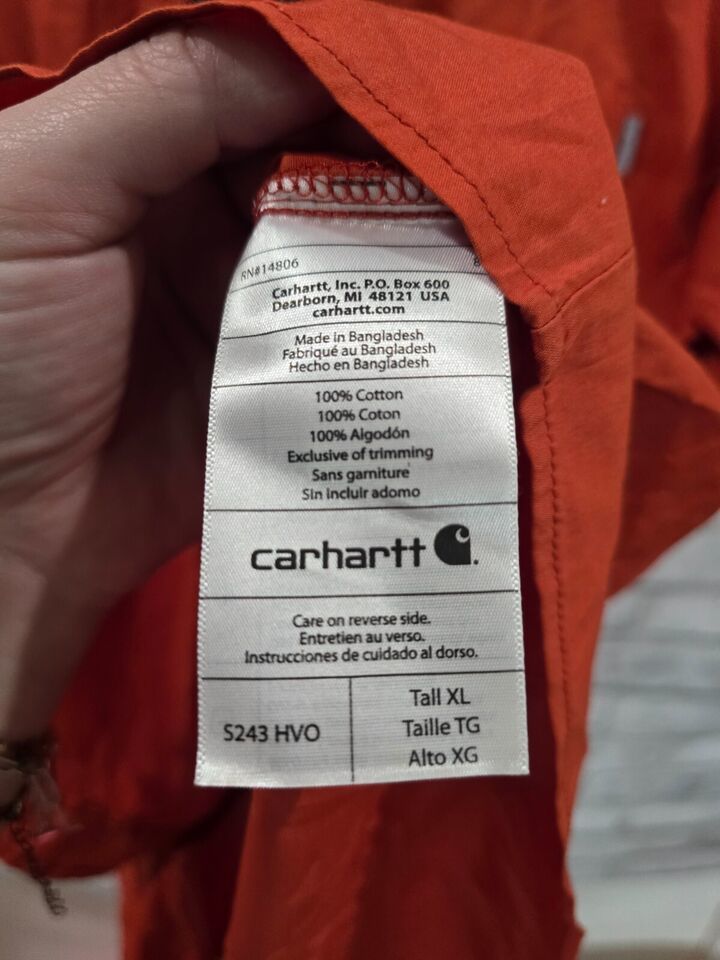 RN#14806
Carhartt, Inc. P.O. Box 600
Dearborn, MI 48121 USA
carhartt.com
Made in Bangladesh
Fabriqué au Bangladesh
Hecho en Bangladesh
100% Cotton
100% Coton
100% Algodón
Exclusive of trimming
Sans garniture
Sin incluir adorno
carhartt
Care on reverse side.
Entretien au verso.
Instrucciones de cuidado al dorso.
S243 HVO
Tall XL
Taille TG
Alto XG